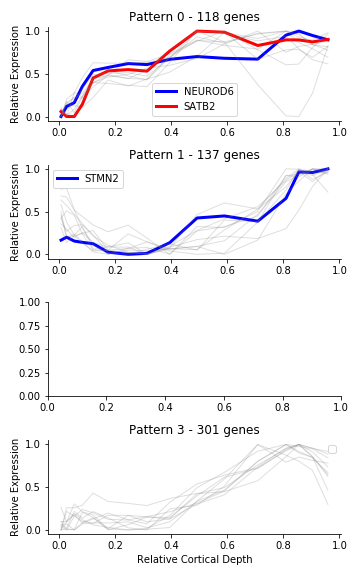 Pattern 0 - 118 genes
Relative Expression
1.0
0.5
0.0
NEUROD6
SATB2
0.0 0.2 0.4 0.6 0.8 1.0
Pattern 1 - 137 genes
Relative Expression
1.0
0.5
0.0
STMN2
0.0 0.2 0.4 0.6 0.8 1.0
1.00
0.75
0.50
0.25
0.00
0.0 0.2 0.4 0.6 0.8 1.0
Pattern 3 - 301 genes
Relative Expression
1.0
0.5
0.0
0.0 0.2 0.4 0.6 0.8 1.0
Relative Cortical Depth